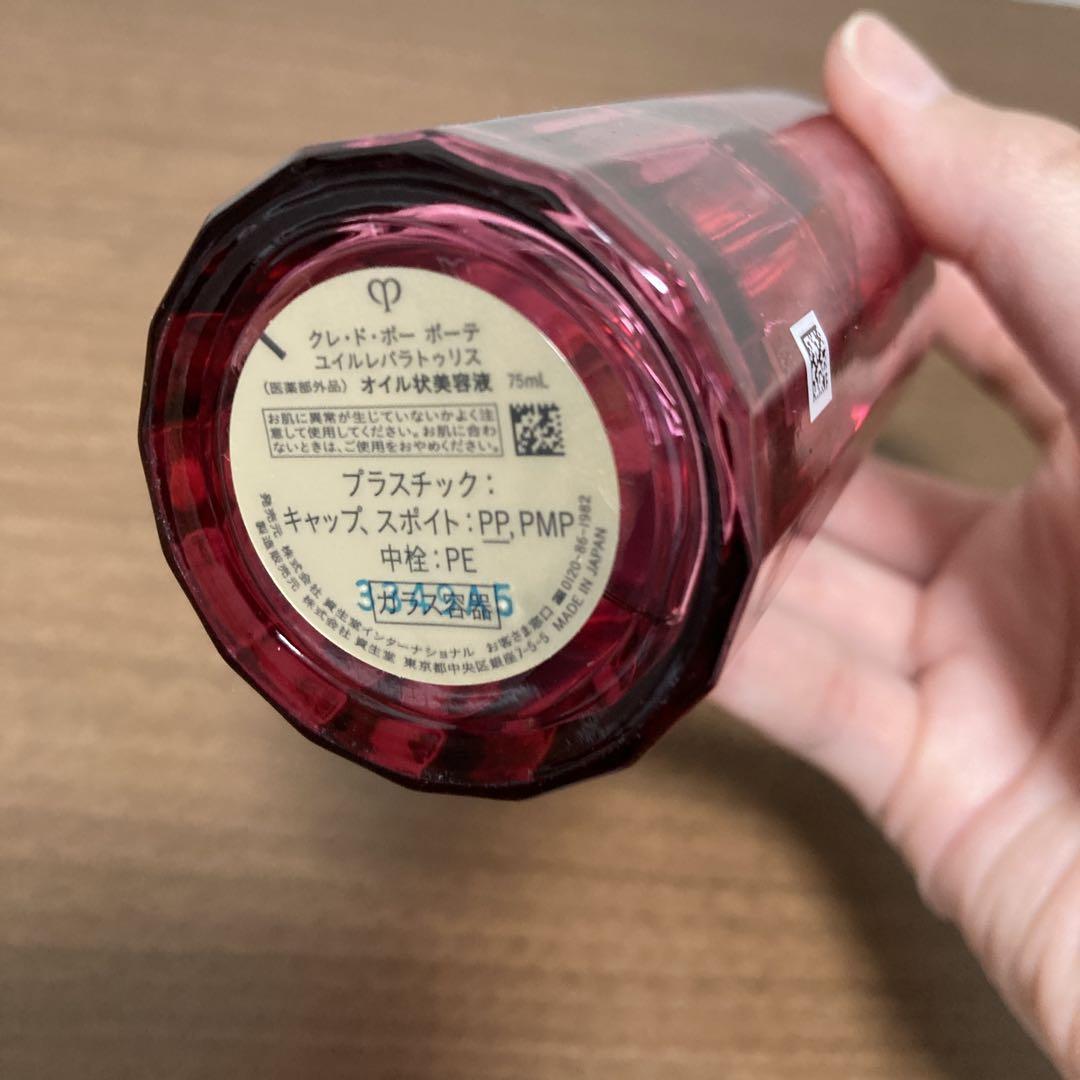 クレ・ド・ポー ボーテ
ユイルレパラトゥリス
(医薬部外品) オイル状美容液 75mL
お肌に異常が生じていないかよく注
意して使用してください。お肌に合わ
ないときは、ご使用をおやめください。
プラスチック:
キャップ、スポイト:PP,PMP
中栓:PE
ガラス容器
発売元 株式会社 資生堂インターナショナル お客さま窓口 0120-86-1982
製造販売元 株式会社 資生堂 東京都中央区銀座7-5-5 MADE IN JAPAN